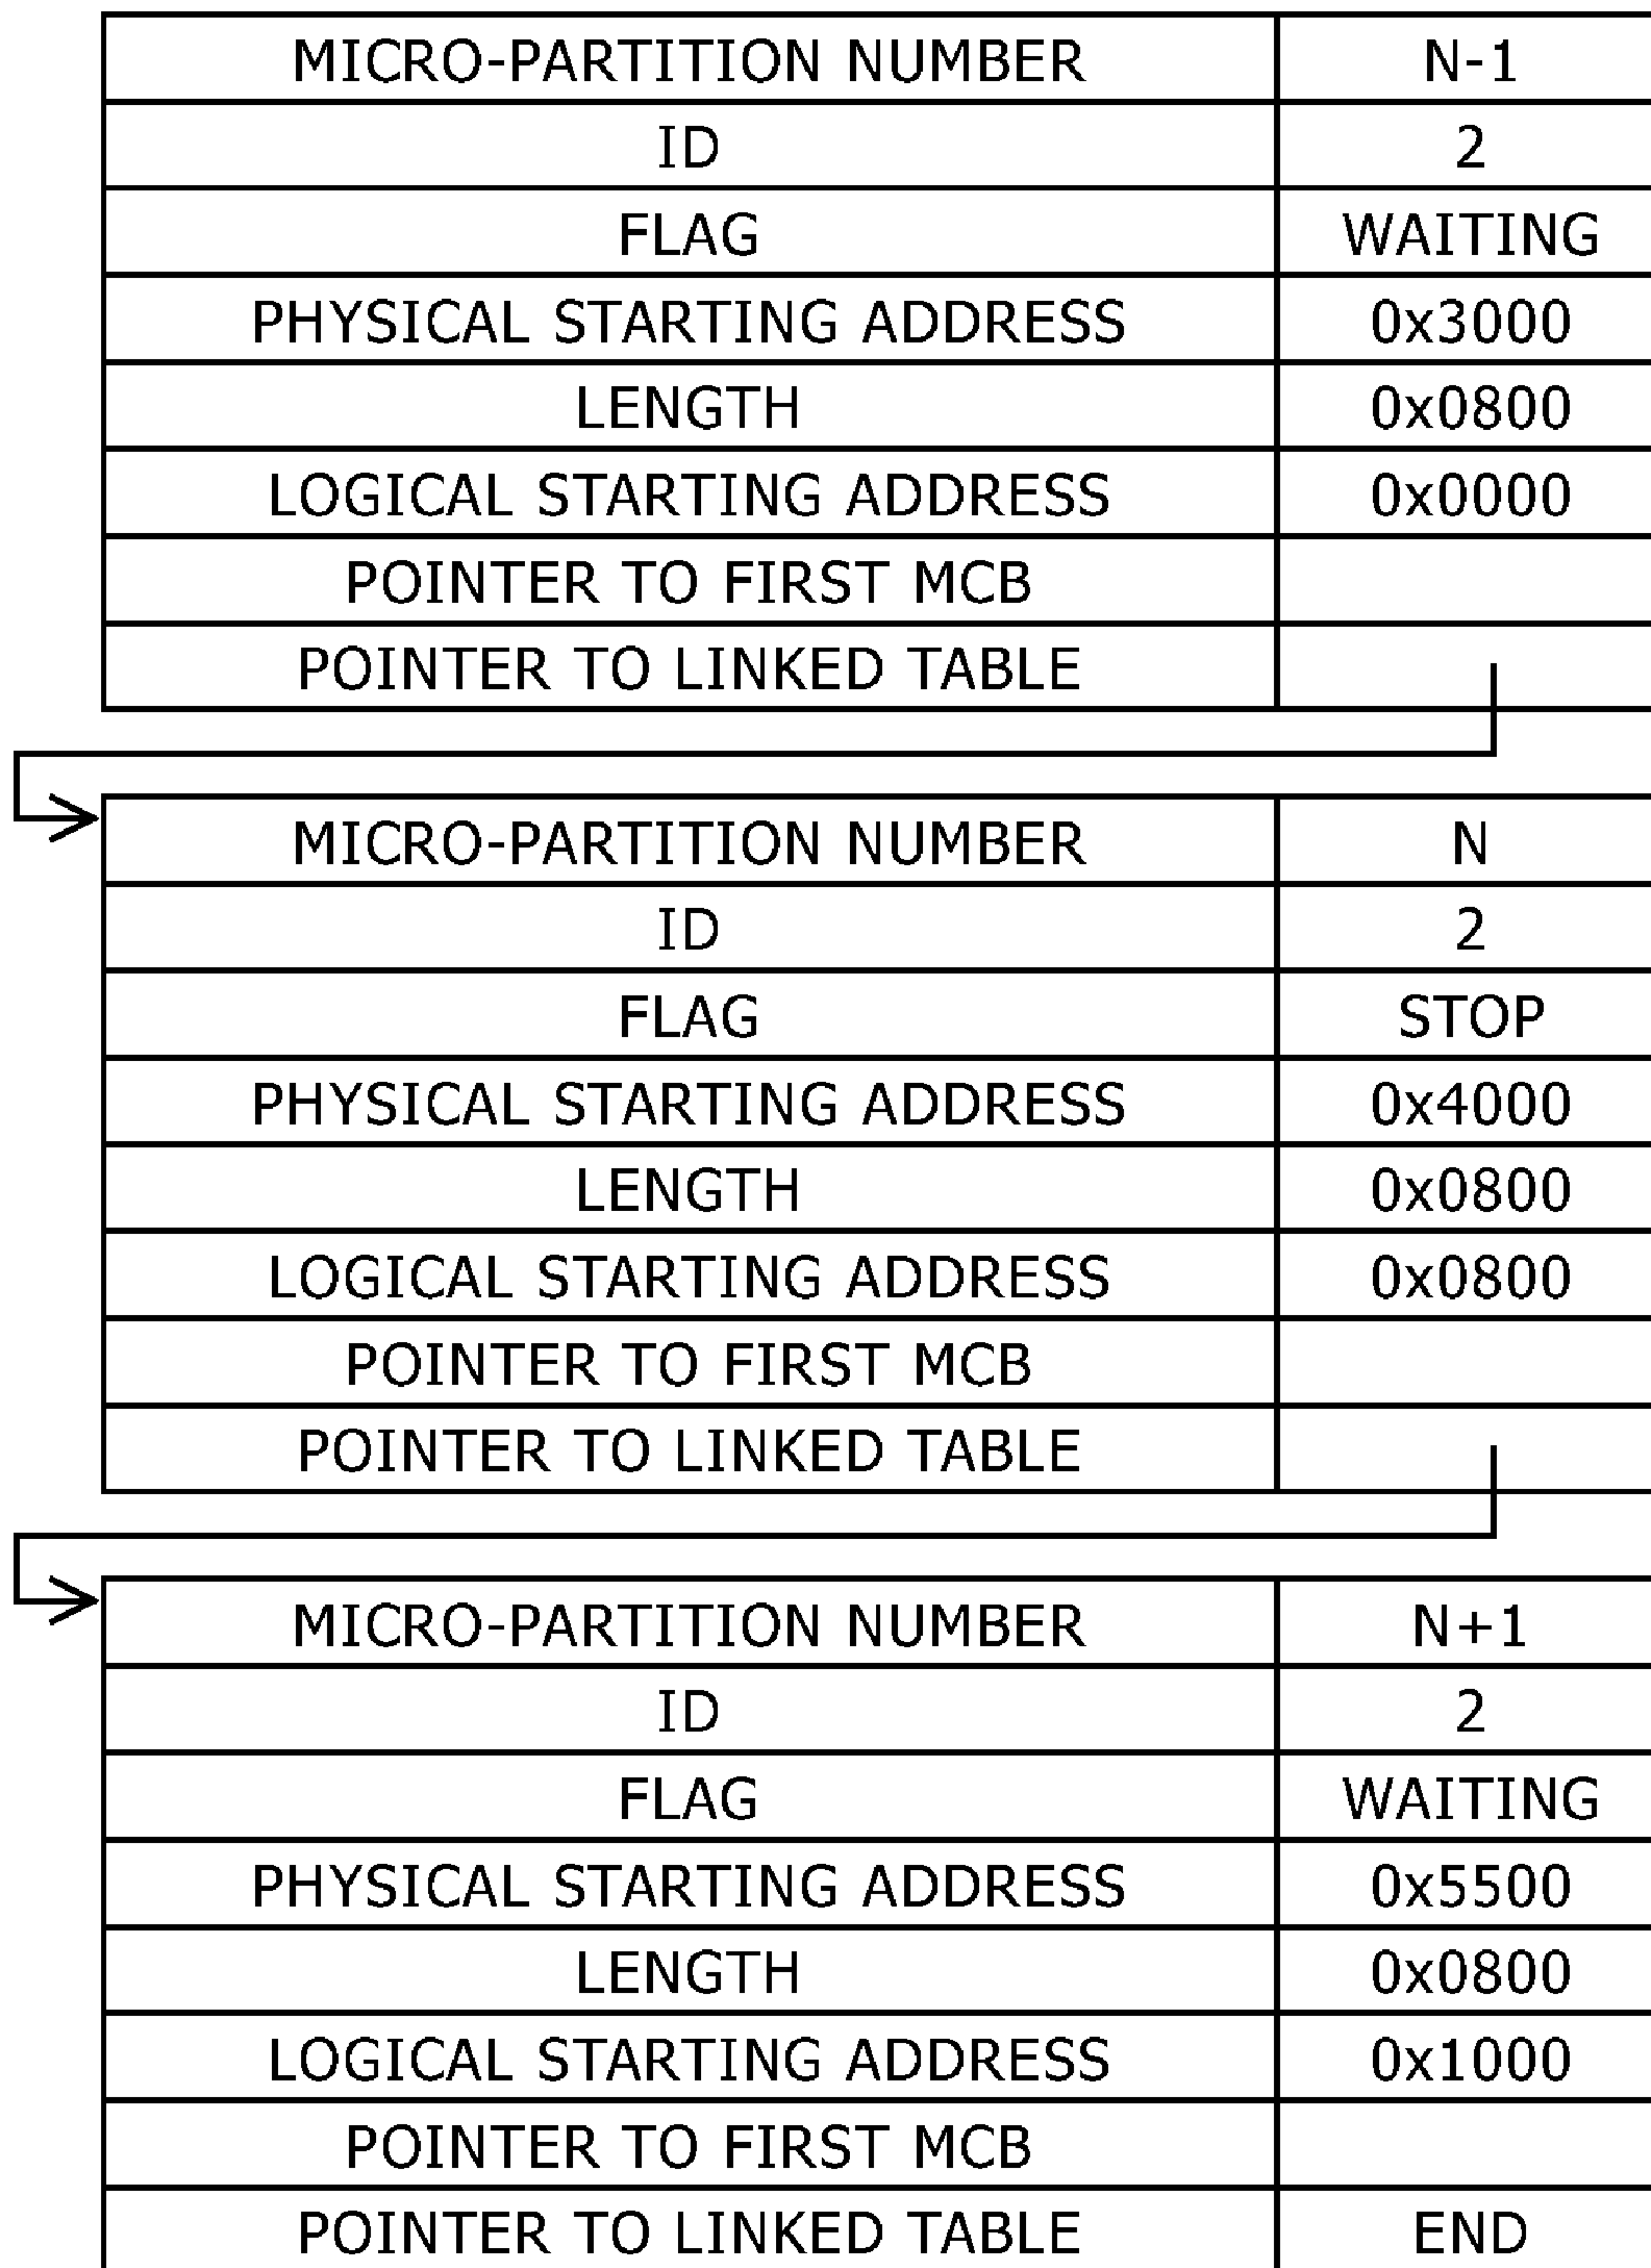 MICRO-PARTITION NUMBER N-1
ID 2
FLAG WAITING
PHYSICAL STARTING ADDRESS 0x3000
LENGTH 0x0800
LOGICAL STARTING ADDRESS 0x0000
POINTER TO FIRST MCB
POINTER TO LINKED TABLE
MICRO-PARTITION NUMBER N
ID 2
FLAG STOP
PHYSICAL STARTING ADDRESS 0x4000
LENGTH 0x0800
LOGICAL STARTING ADDRESS 0x0800
POINTER TO FIRST MCB
POINTER TO LINKED TABLE
MICRO-PARTITION NUMBER N+1
ID 2
FLAG WAITING
PHYSICAL STARTING ADDRESS 0x5500
LENGTH 0x0800
LOGICAL STARTING ADDRESS 0x1000
POINTER TO FIRST MCB
POINTER TO LINKED TABLE END